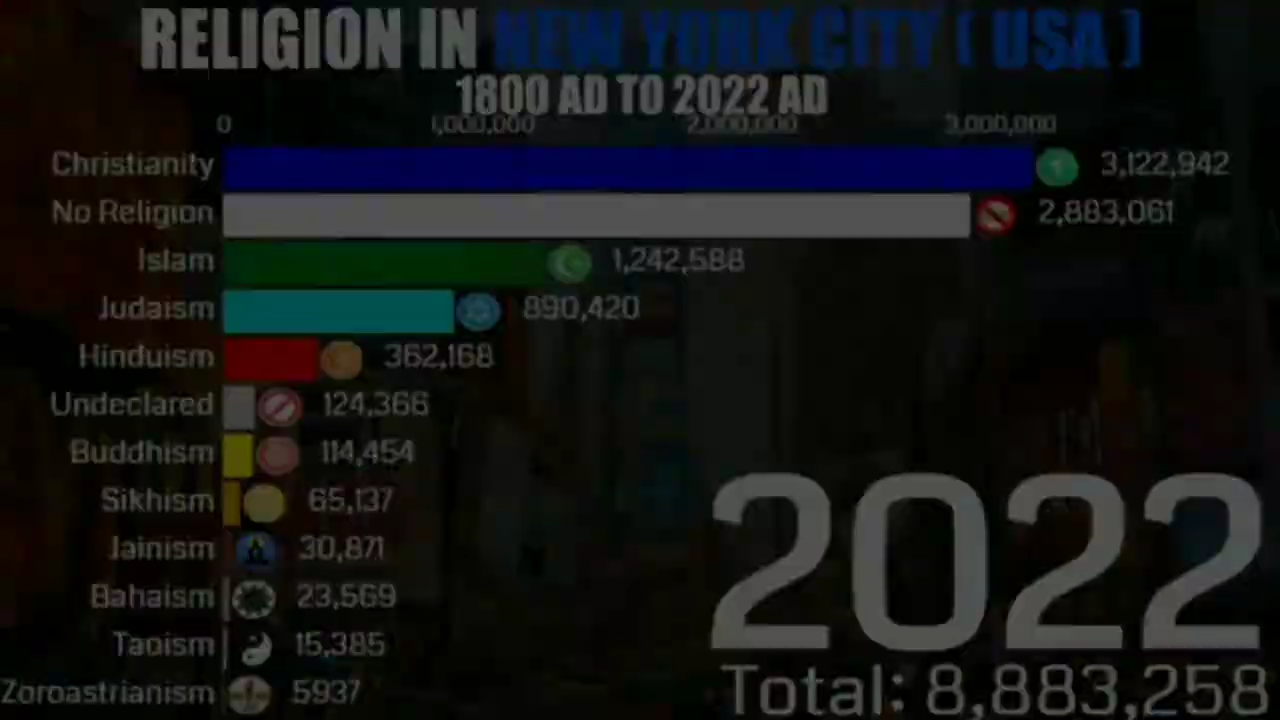 RELIGION IN NEW YORK CITY ( USA )
1800 AD TO 2022 AD
0 1,000,000 2,000,000 3,000,000
Christianity 3,122,942
No Religion 2,883,061
Islam 1,242,588
Judaism 890,420
Hinduism 362,168
Undeclared 124,366
Buddhism 114,454
Sikhism 65,137
Jainism 30,871
Bahaism 23,569
Taoism 15,385
Zoroastrianism 5937
2022
Total: 8,883,258